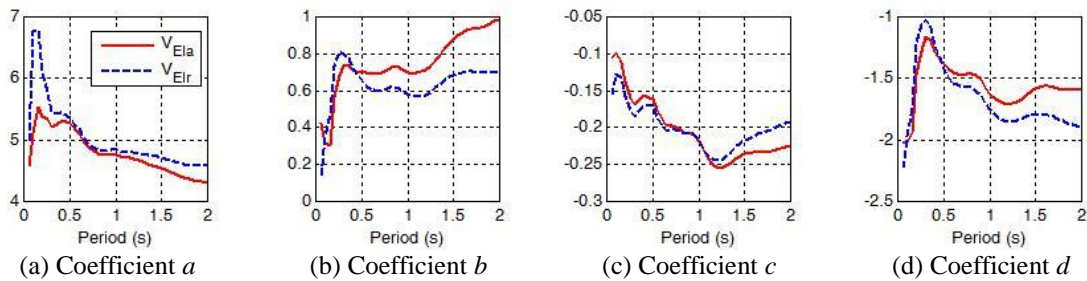 7
6
5
4
V_EIa
V_EIr
0 0.5 1 1.5 2
Period (s)
(a) Coefficient a
1
0.8
0.6
0.4
0.2
0
0 0.5 1 1.5 2
Period (s)
(b) Coefficient b
-0.05
-0.1
-0.15
-0.2
-0.25
-0.3
0 0.5 1 1.5 2
Period (s)
(c) Coefficient c
-1
-1.5
-2
-2.5
0 0.5 1 1.5 2
Period (s)
(d) Coefficient d